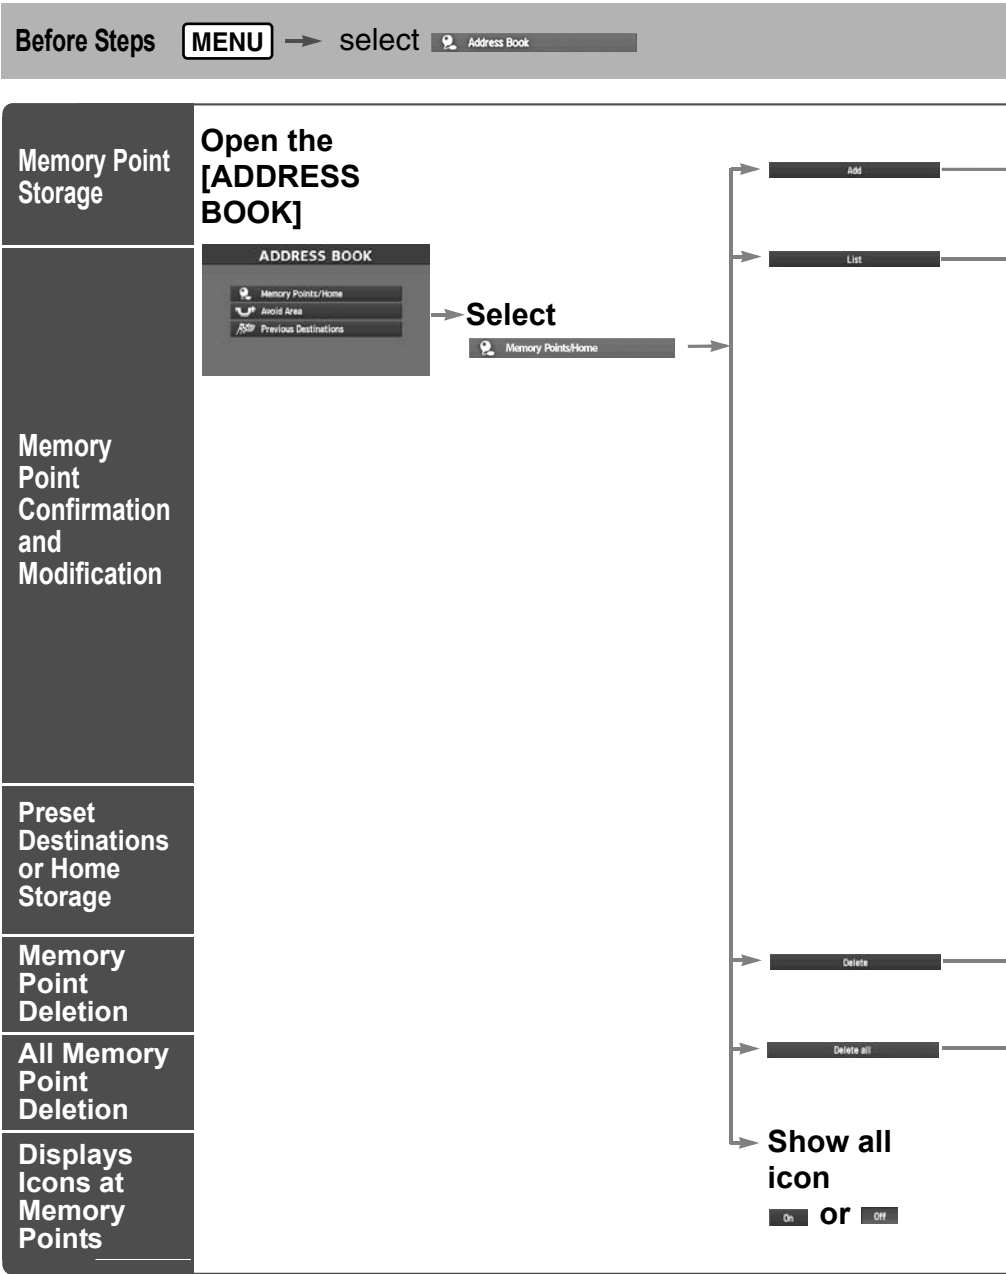 Before Steps MENU select Address Book
Memory Point
Storage
Open the
[ADDRESS
BOOK]
Add
List
ADDRESS BOOK
Memory Points/Home
Avoid Area
Previous Destinations
Select
Memory Points/Home
Memory
Point
Confirmation
and
Modification
Preset
Destinations
or Home
Storage
Memory
Point
Deletion
Delete
All Memory
Point
Deletion
Delete all
Displays
Icons at
Memory
Points
Show all
icon
On or Off